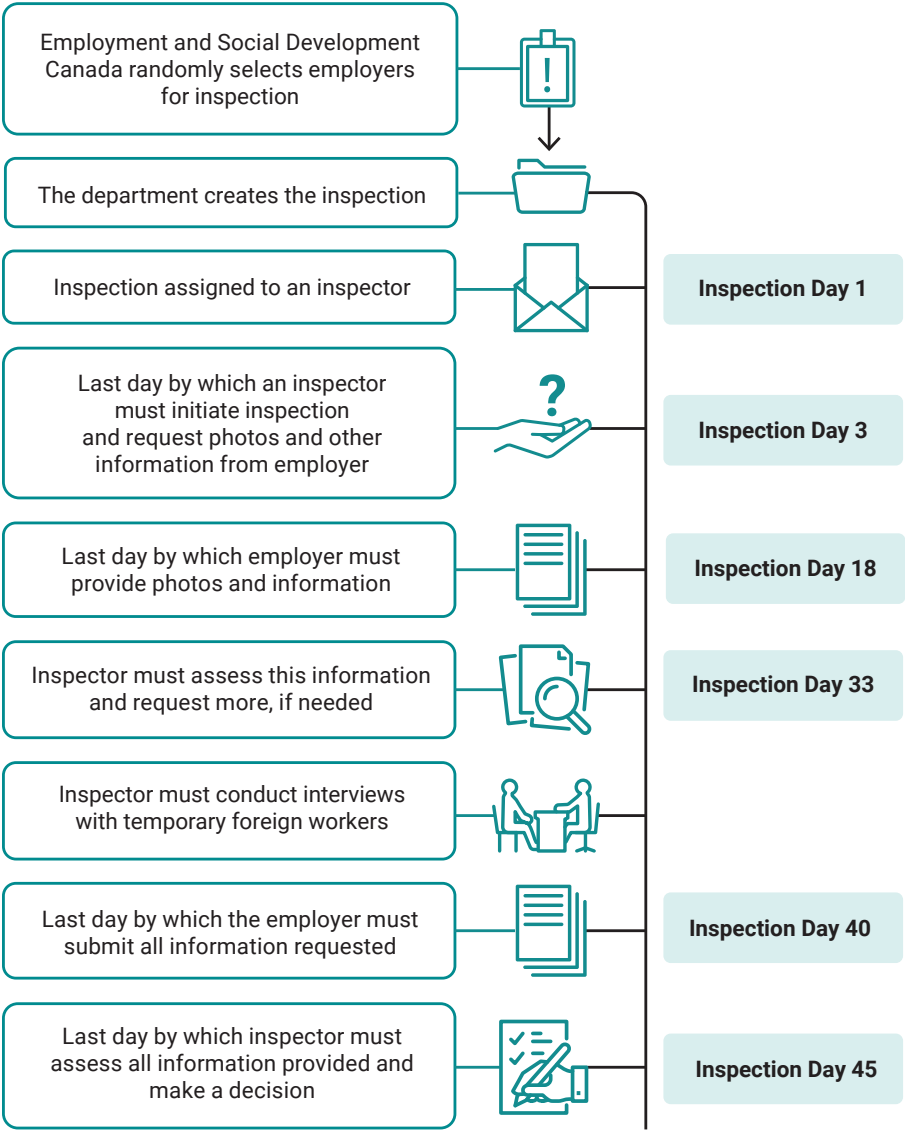 Employment and Social Development
Canada randomly selects employers
for inspection
!
The department creates the inspection
Inspection assigned to an inspector
Inspection Day 1
Last day by which an inspector
must initiate inspection
and request photos and other
information from employer
?
Inspection Day 3
Last day by which employer must
provide photos and information
Inspection Day 18
Inspector must assess this information
and request more, if needed
Inspection Day 33
Inspector must conduct interviews
with temporary foreign workers
Last day by which the employer must
submit all information requested
Inspection Day 40
Last day by which inspector must
assess all information provided and
make a decision
Inspection Day 45